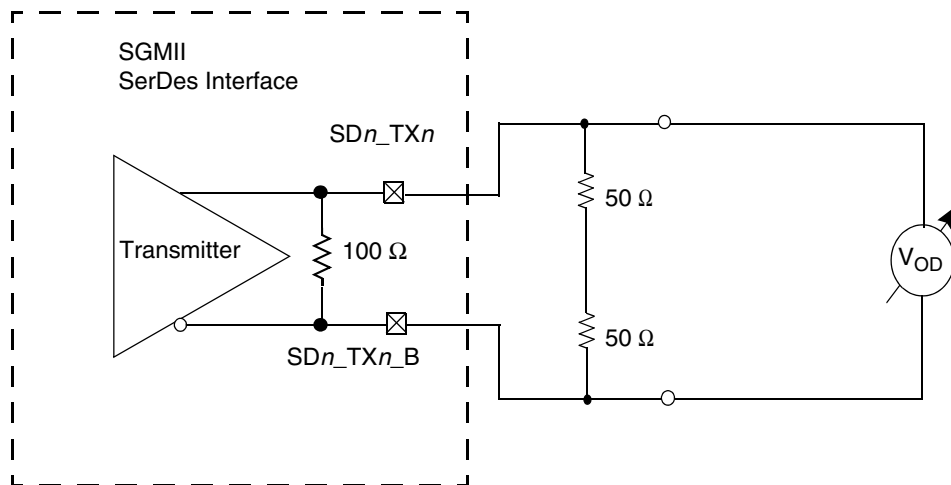 SGMII
SerDes Interface
SDn_TXn
50 Ω
Transmitter
100 Ω
VOD
50 Ω
SDn_TXn_B